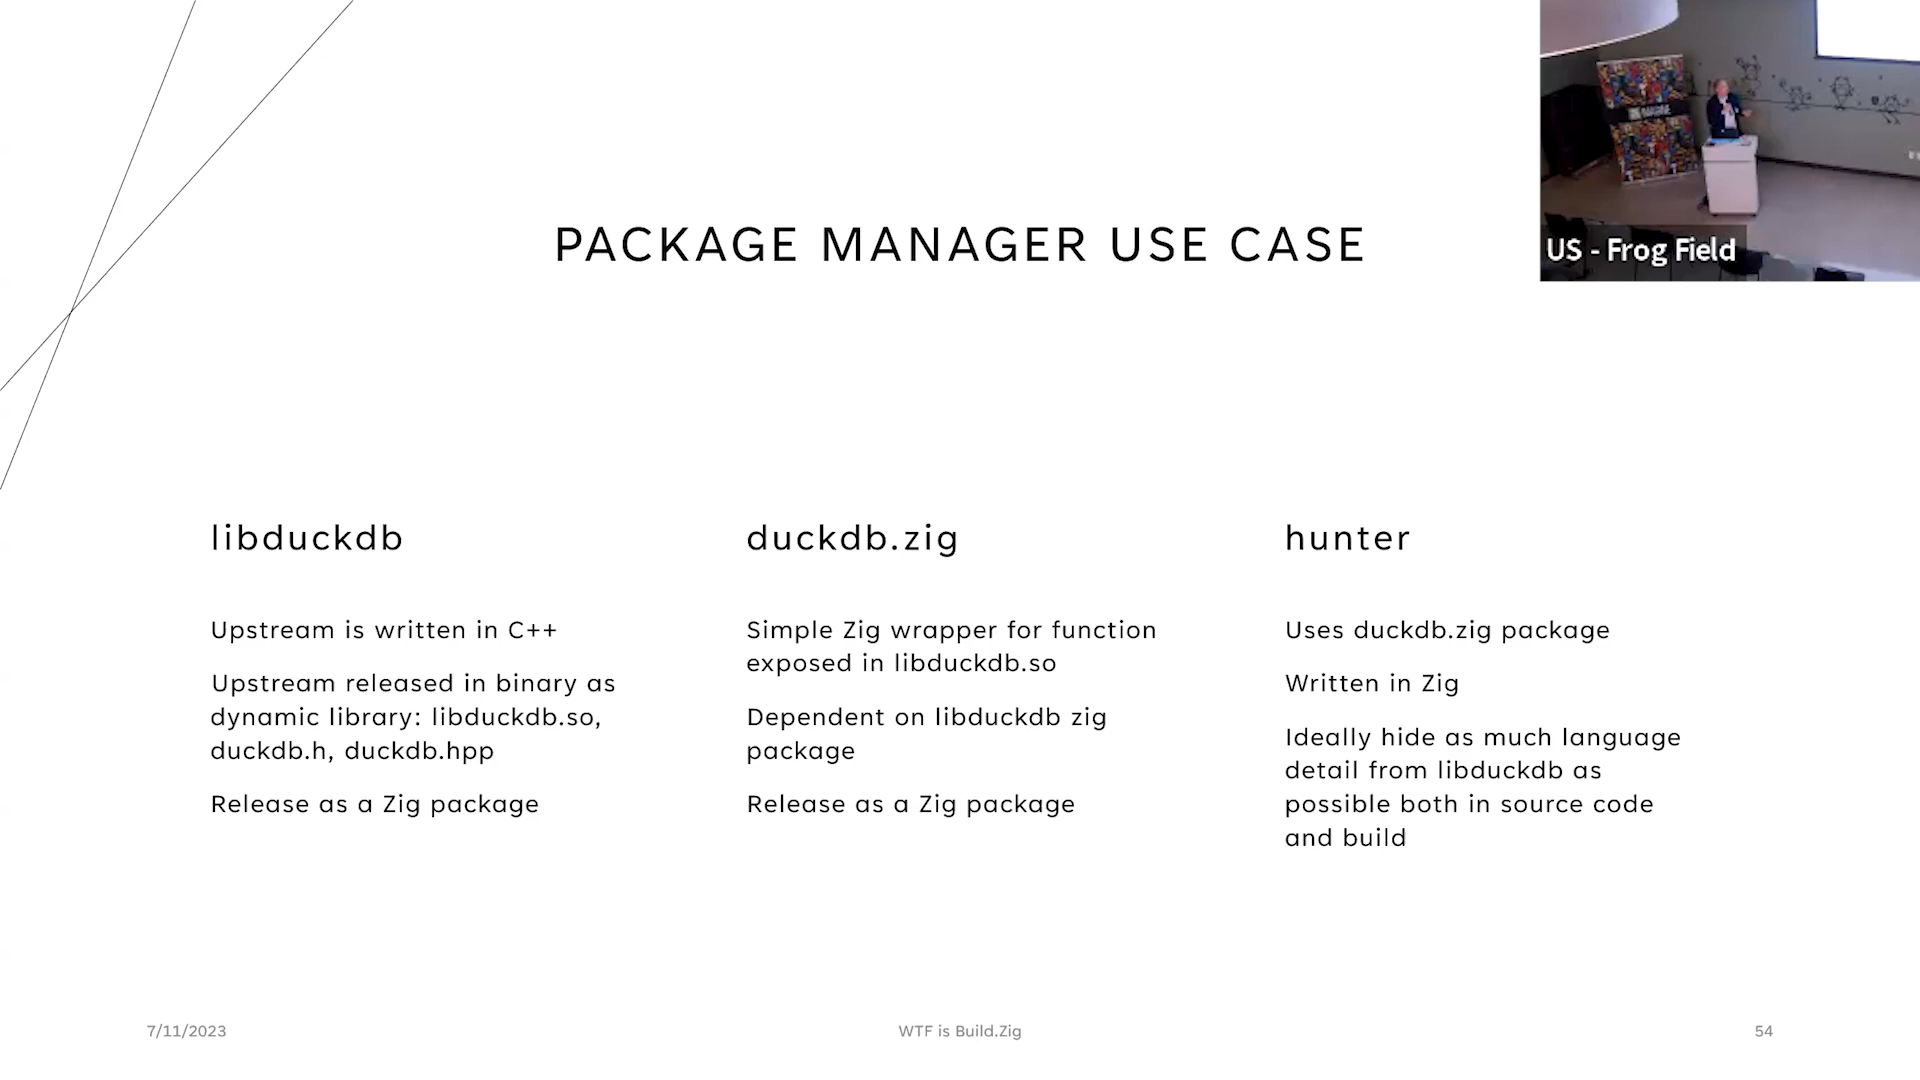 PACKAGE MANAGER USE CASE
US - Frog Field
libduckdb
Upstream is written in C++
Upstream released in binary as
dynamic library: libduckdb.so,
duckdb.h, duckdb.hpp
Release as a Zig package
duckdb.zig
Simple Zig wrapper for function
exposed in libduckdb.so
Dependent on libduckdb zig
package
Release as a Zig package
hunter
Uses duckdb.zig package
Written in Zig
Ideally hide as much language
detail from libduckdb as
possible both in source code
and build
7/11/2023
WTF is Build.Zig
54